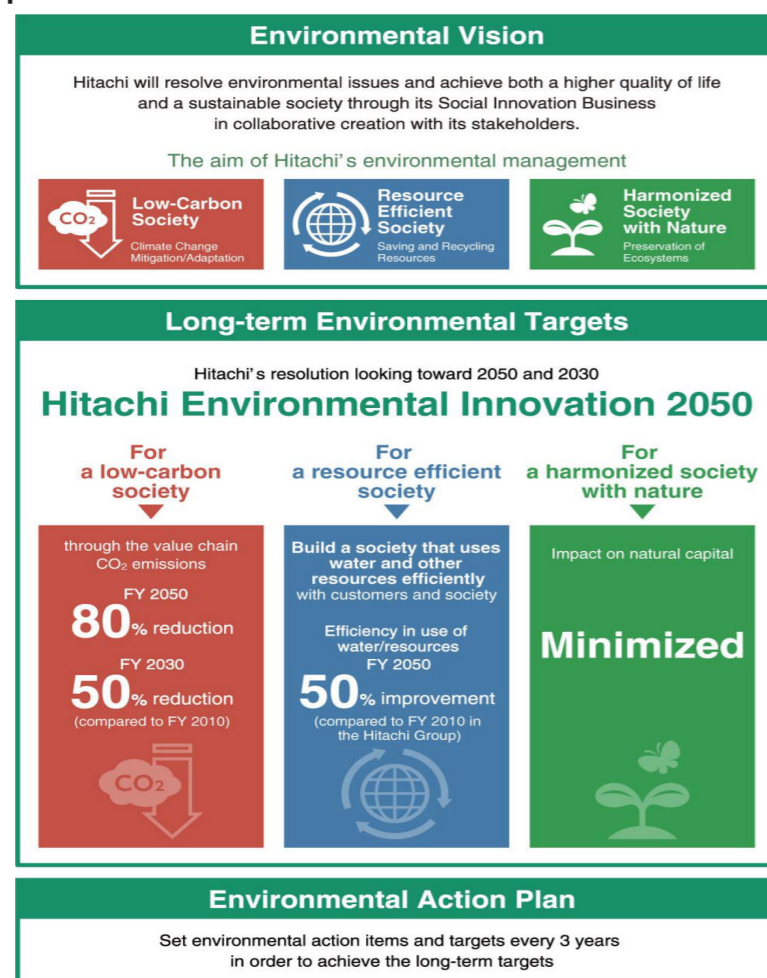 Environmental Vision
Hitachi will resolve environmental issues and achieve both a higher quality of life
and a sustainable society through its Social Innovation Business
in collaborative creation with its stakeholders.
The aim of Hitachi's environmental management
CO₂
Low-Carbon
Society
Climate Change
Mitigation/Adaptation
Resource
Efficient
Society
Saving and Recycling
Resources
Harmonized
Society
with Nature
Preservation of
Ecosystems
Long-term Environmental Targets
Hitachi's resolution looking toward 2050 and 2030
Hitachi Environmental Innovation 2050
For
a low-carbon
society
through the value chain
CO₂ emissions
FY 2050
80% reduction
FY 2030
50% reduction
(compared to FY 2010)
CO₂
For
a resource efficient
society
Build a society that uses
water and other
resources efficiently
with customers and society
Efficiency in use of
water/resources
FY 2050
50% improvement
(compared to FY 2010 in
the Hitachi Group)
For
a harmonized society
with nature
Impact on natural capital
Minimized
Environmental Action Plan
Set environmental action items and targets every 3 years
in order to achieve the long-term targets